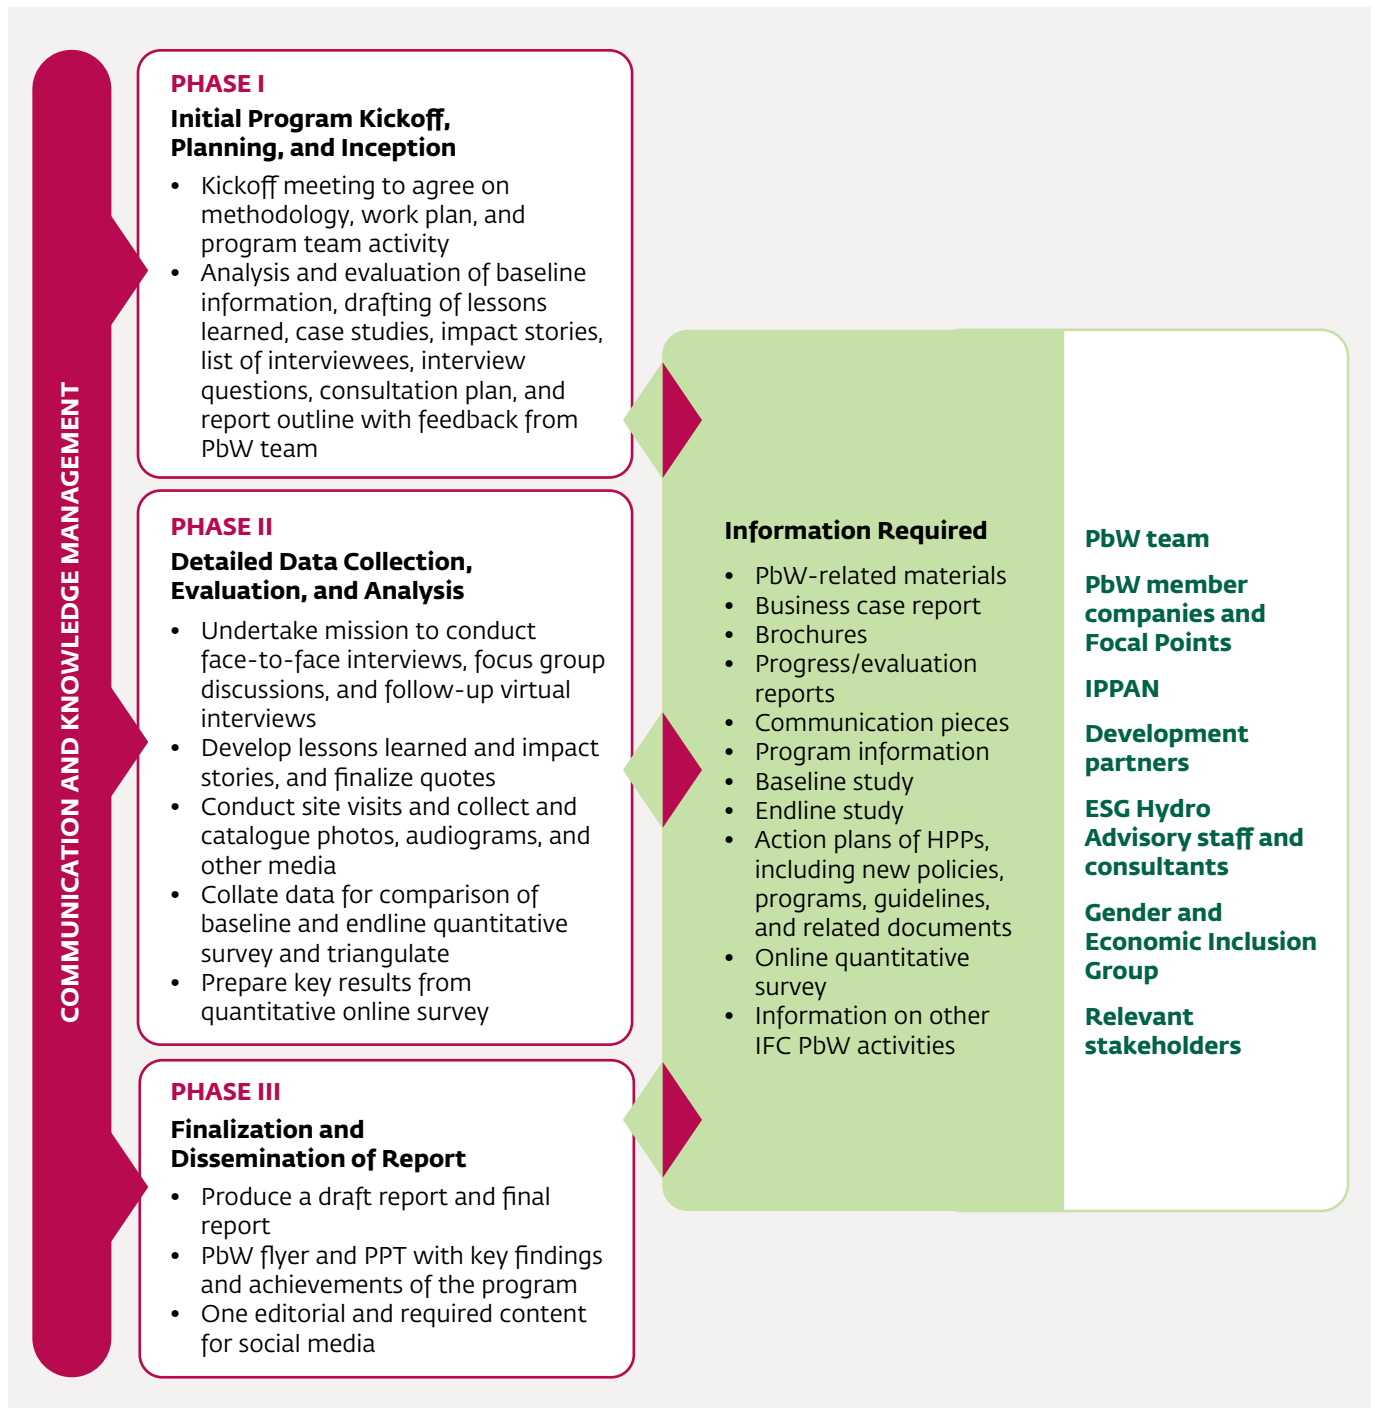 COMMUNICATION AND KNOWLEDGE MANAGEMENT
PHASE I
Initial Program Kickoff,
Planning, and Inception
• Kickoff meeting to agree on
methodology, work plan, and
program team activity
• Analysis and evaluation of baseline
information, drafting of lessons
learned, case studies, impact stories,
list of interviewees, interview
questions, consultation plan, and
report outline with feedback from
PbW team
PHASE II
Detailed Data Collection,
Evaluation, and Analysis
• Undertake mission to conduct
face-to-face interviews, focus group
discussions, and follow-up virtual
interviews
• Develop lessons learned and impact
stories, and finalize quotes
• Conduct site visits and collect and
catalogue photos, audiograms, and
other media
• Collate data for comparison of
baseline and endline quantitative
survey and triangulate
• Prepare key results from
quantitative online survey
PHASE III
Finalization and
Dissemination of Report
• Produce a draft report and final
report
• PbW flyer and PPT with key findings
and achievements of the program
• One editorial and required content
for social media
Information Required
• PbW-related materials
• Business case report
• Brochures
• Progress/evaluation
reports
• Communication pieces
• Program information
• Baseline study
• Endline study
• Action plans of HPPs,
including new policies,
programs, guidelines,
and related documents
• Online quantitative
survey
• Information on other
IFC PbW activities
PbW team
PbW member
companies and
Focal Points
IPPAN
Development
partners
ESG Hydro
Advisory staff and
consultants
Gender and
Economic Inclusion
Group
Relevant
stakeholders